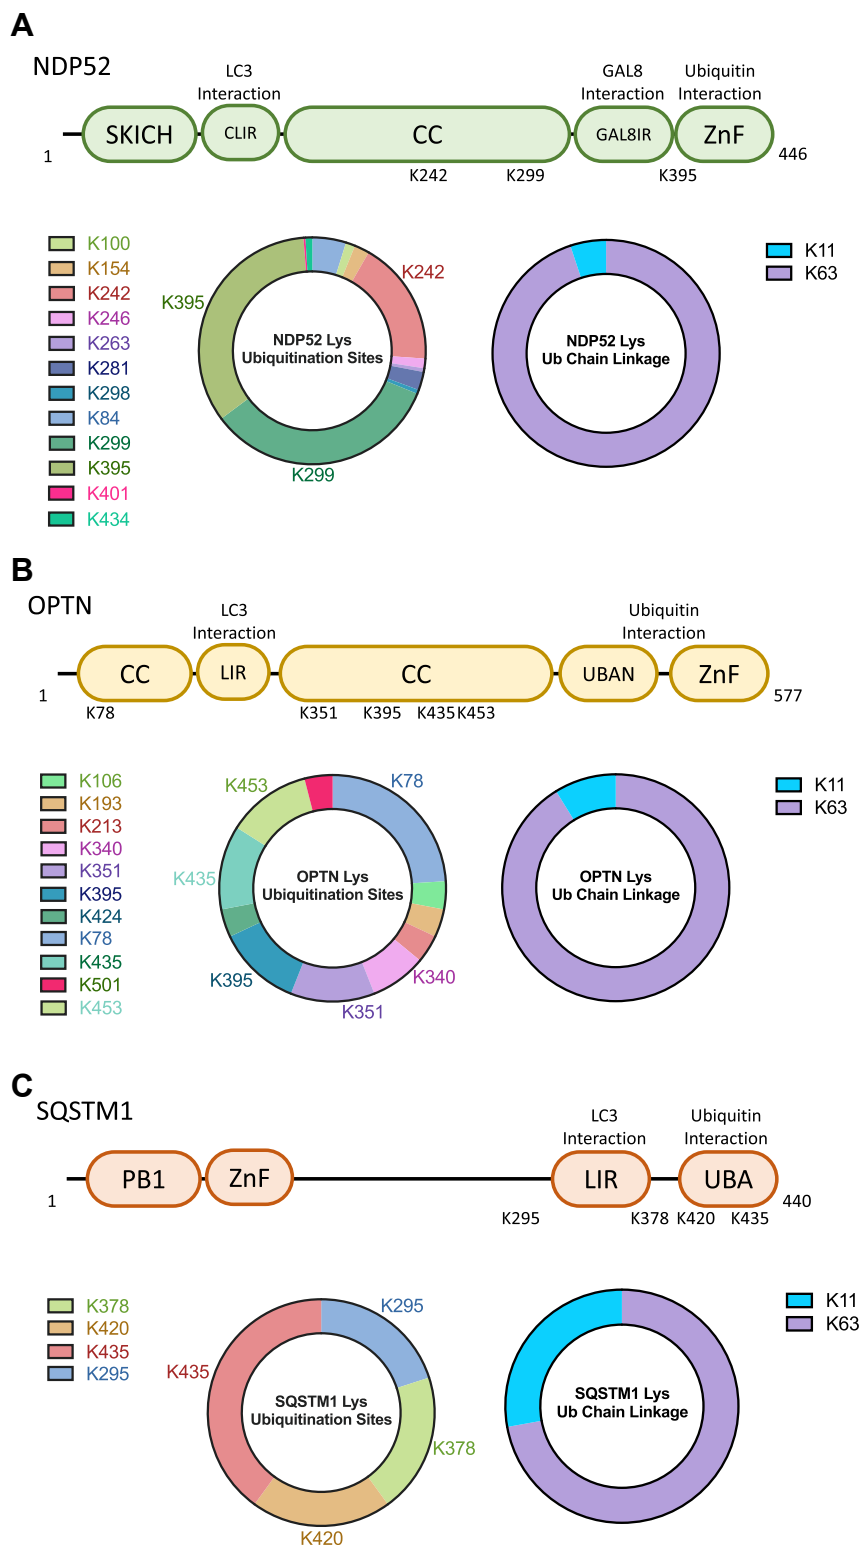 A
NDP52
LC3
Interaction
GAL8
Interaction
Ubiquitin
Interaction
SKICH
CLIR
CC
GAL8IR
ZnF
1
446
K242
K299
K395
K100
K154
K242
K246
K263
K281
K298
K84
K299
K395
K401
K434
K242
K395
K299
NDP52 Lys
Ubiquitination Sites
NDP52 Lys
Ub Chain Linkage
K11
K63
B
OPTN
LC3
Interaction
Ubiquitin
Interaction
CC
LIR
CC
UBAN
ZnF
1
577
K78
K351
K395
K435
K453
K106
K193
K213
K340
K351
K395
K424
K78
K435
K501
K453
K453
K78
K435
K395
K351
K340
OPTN Lys
Ubiquitination Sites
OPTN Lys
Ub Chain Linkage
K11
K63
C
SQSTM1
LC3
Interaction
Ubiquitin
Interaction
PB1
ZnF
LIR
UBA
1
440
K295
K378
K420
K435
K378
K420
K435
K295
K295
K435
K378
K420
SQSTM1 Lys
Ubiquitination Sites
SQSTM1 Lys
Ub Chain Linkage
K11
K63